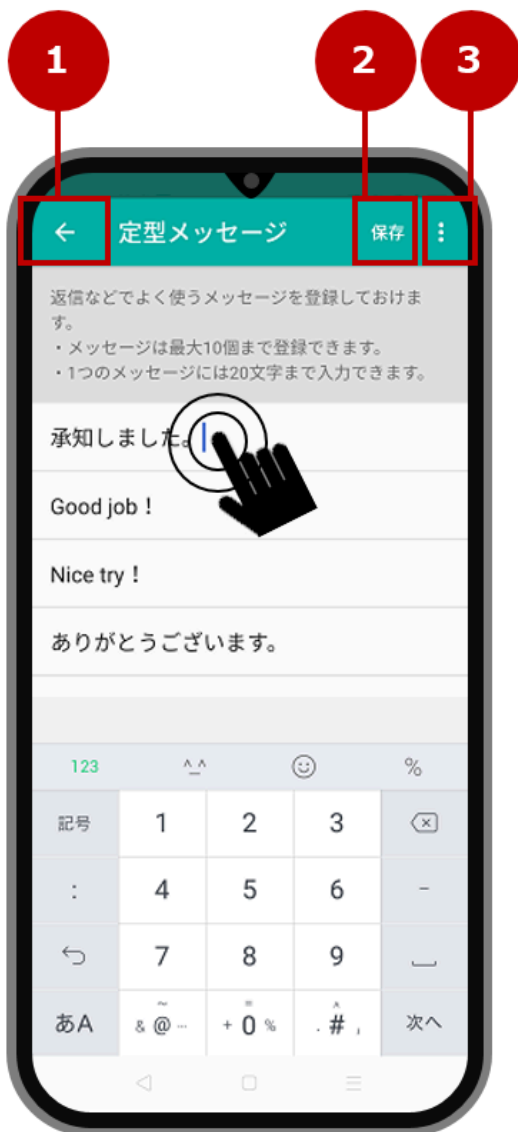 1 2 3
定型メッセージ 保存
返信などでよく使うメッセージを登録しておけま
す。
・メッセージは最大10個まで登録できます。
・1つのメッセージには20文字まで入力できます。
承知しました。
Good job！
Nice try！
ありがとうございます。
123 ^_^ %
記号 1 2 3
: 4 5 6 -
7 8 9
あA & @ ~ … + 0 = % . # ^ , 次へ